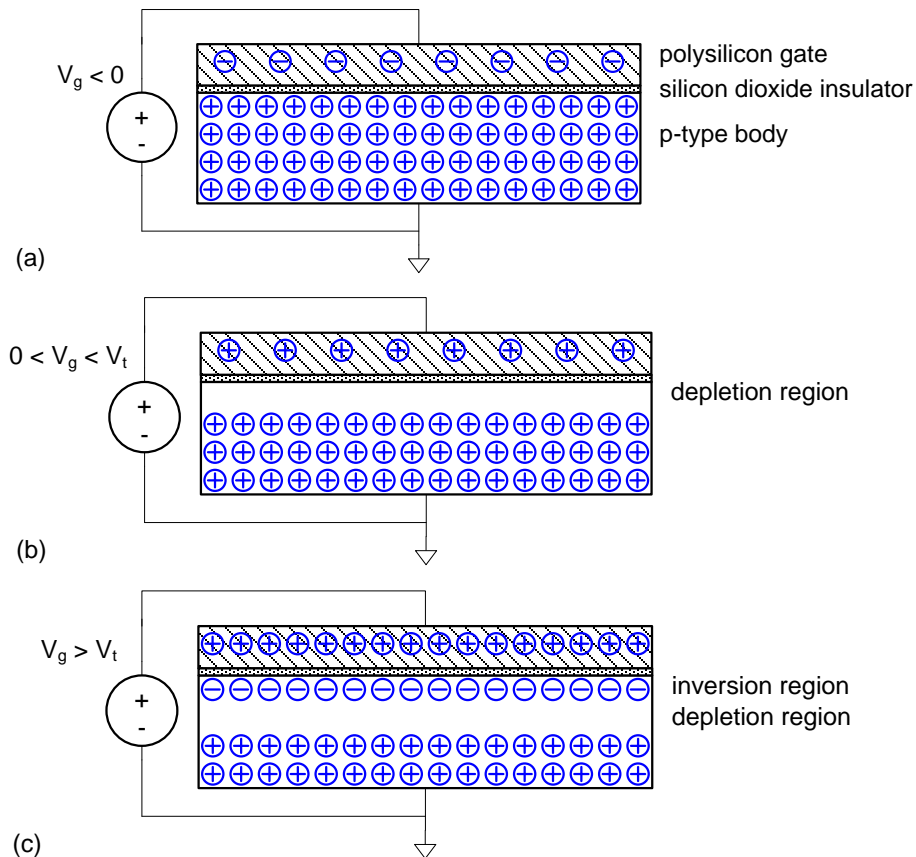 polysilicon gate
V_g < 0
silicon dioxide insulator
+
-
p-type body
(a)
0 < V_g < V_t
depletion region
+
-
(b)
V_g > V_t
inversion region
depletion region
+
-
(c)